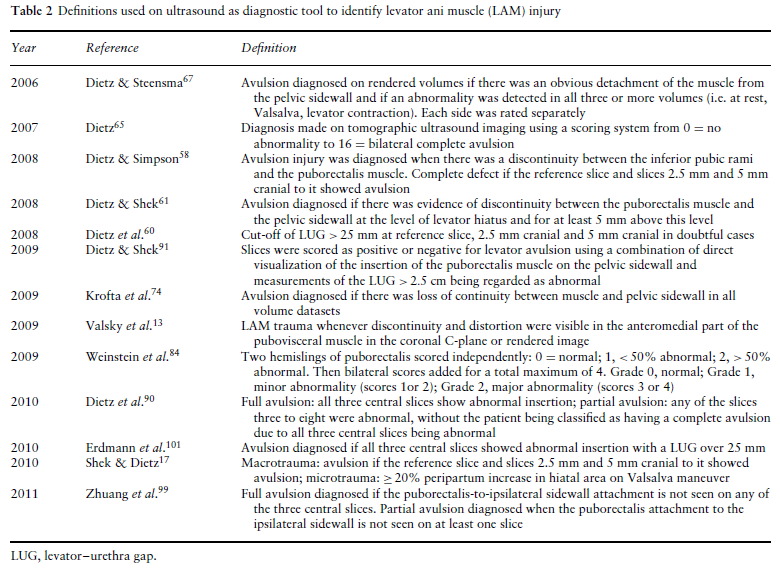 Table 2 Definitions used on ultrasound as diagnostic tool to identify levator ani muscle (LAM) injury
Year Reference Definition
2006 Dietz & Steensma67 Avulsion diagnosed on rendered volumes if there was an obvious detachment of the muscle from
the pelvic sidewall and if an abnormality was detected in all three or more volumes (i.e. at rest,
Valsalva, levator contraction). Each side was rated separately
2007 Dietz65 Diagnosis made on tomographic ultrasound imaging using a scoring system from 0 = no
abnormality to 16 = bilateral complete avulsion
2008 Dietz & Simpson58 Avulsion injury was diagnosed when there was a discontinuity between the inferior pubic rami
and the puborectalis muscle. Complete defect if the reference slice and slices 2.5 mm and 5 mm
cranial to it showed avulsion
2008 Dietz & Shek61 Avulsion diagnosed if there was evidence of discontinuity between the puborectalis muscle and
the pelvic sidewall at the level of levator hiatus and for at least 5 mm above this level
2008 Dietz et al.60 Cut-off of LUG > 25 mm at reference slice, 2.5 mm cranial and 5 mm cranial in doubtful cases
2009 Dietz & Shek91 Slices were scored as positive or negative for levator avulsion using a combination of direct
visualization of the insertion of the puborectalis muscle on the pelvic sidewall and
measurements of the LUG > 2.5 cm being regarded as abnormal
2009 Krofta et al.74 Avulsion diagnosed if there was loss of continuity between muscle and pelvic sidewall in all
volume datasets
2009 Valsky et al.13 LAM trauma whenever discontinuity and distortion were visible in the anteromedial part of the
pubovisceral muscle in the coronal C-plane or rendered image
2009 Weinstein et al.84 Two hemislings of puborectalis scored independently: 0 = normal; 1, < 50% abnormal; 2, > 50%
abnormal. Then bilateral scores added for a total maximum of 4. Grade 0, normal; Grade 1,
minor abnormality (scores 1or 2); Grade 2, major abnormality (scores 3 or 4)
2010 Dietz et al.90 Full avulsion: all three central slices show abnormal insertion; partial avulsion: any of the slices
three to eight were abnormal, without the patient being classified as having a complete avulsion
due to all three central slices being abnormal
2010 Erdmann et al.101 Avulsion diagnosed if all three central slices showed abnormal insertion with a LUG over 25 mm
2010 Shek & Dietz17 Macrotrauma: avulsion if the reference slice and slices 2.5 mm and 5 mm cranial to it showed
avulsion; microtrauma: ≥ 20% peripartum increase in hiatal area on Valsalva maneuver
2011 Zhuang et al.99 Full avulsion diagnosed if the puborectalis-to-ipsilateral sidewall attachment is not seen on any of
the three central slices. Partial avulsion diagnosed when the puborectalis attachment to the
ipsilateral sidewall is not seen on at least one slice
LUG, levator–urethra gap.